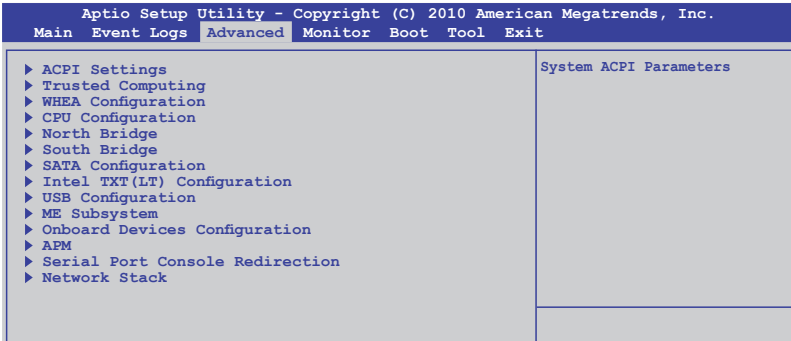 Aptio Setup Utility - Copyright (C) 2010 American Megatrends, Inc.
Main Event Logs Advanced Monitor Boot Tool Exit
ACPI Settings
Trusted Computing
WHEA Configuration
CPU Configuration
North Bridge
South Bridge
SATA Configuration
Intel TXT(LT) Configuration
USB Configuration
ME Subsystem
Onboard Devices Configuration
APM
Serial Port Console Redirection
Network Stack
System ACPI Parameters